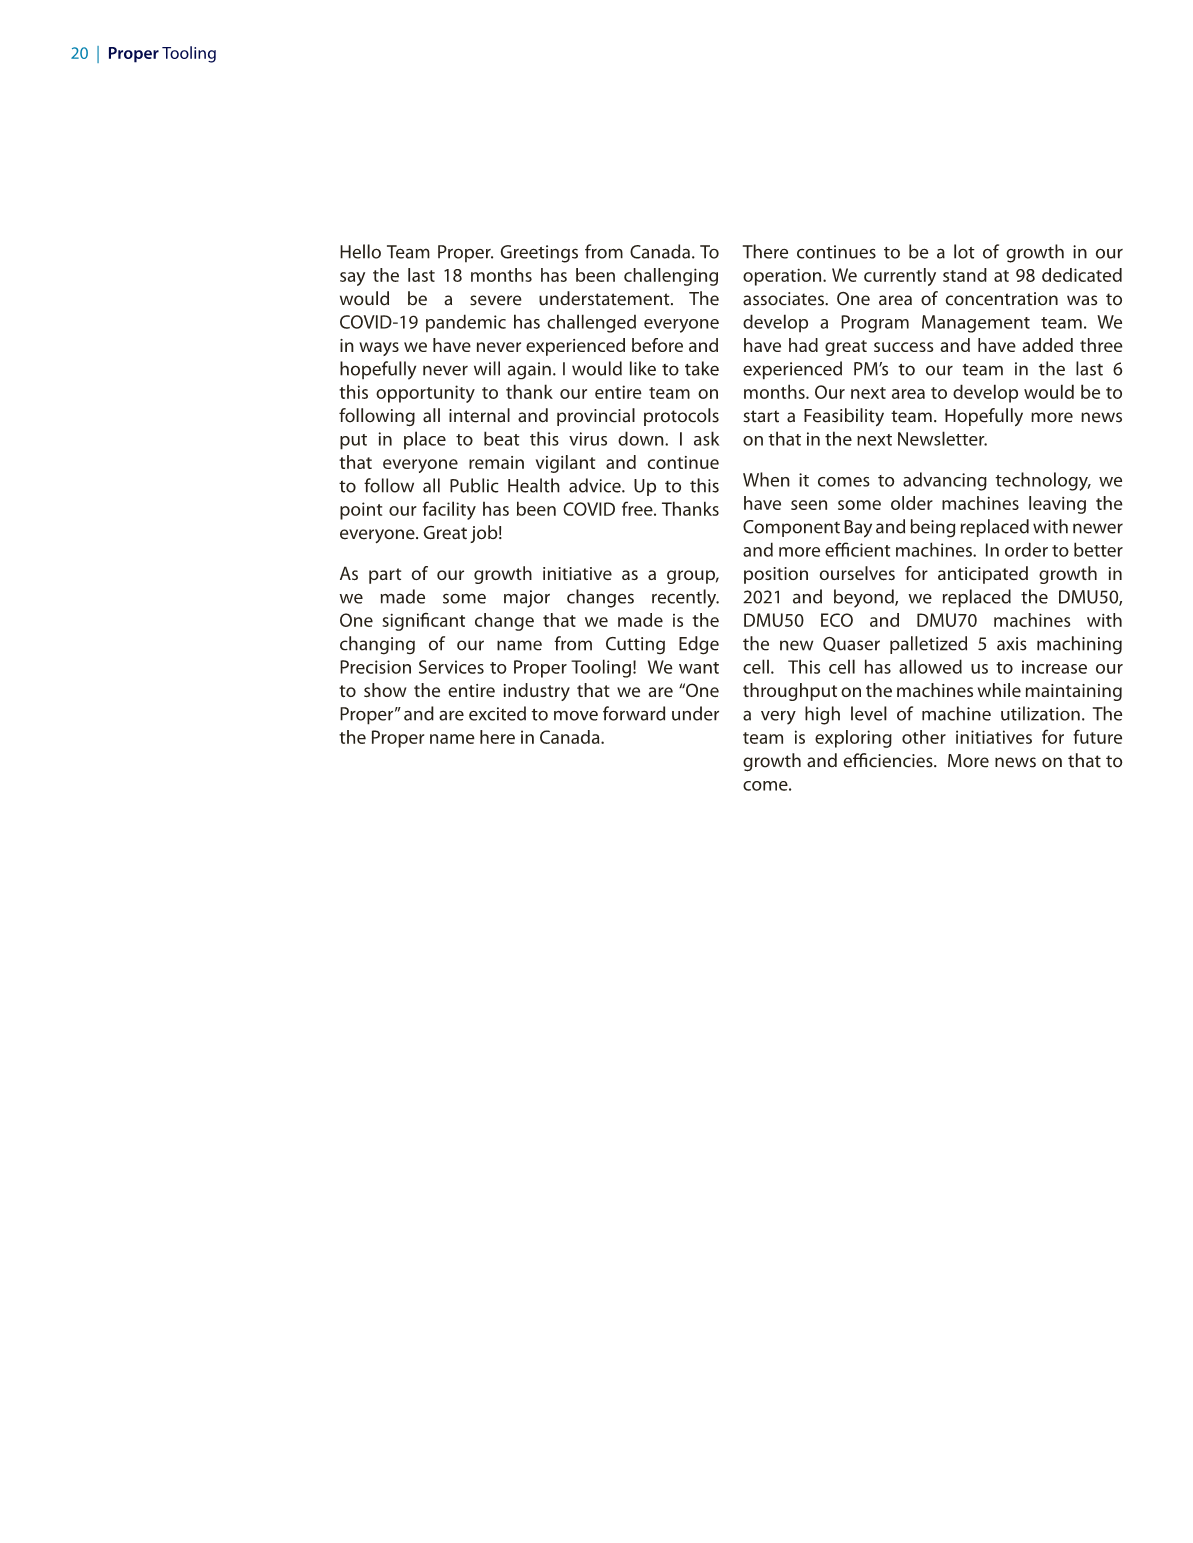 20 | Proper Tooling
Hello Team Proper. Greetings from Canada. To
say the last 18 months has been challenging
would be a severe understatement. The
COVID-19 pandemic has challenged everyone
in ways we have never experienced before and
hopefully never will again. I would like to take
this opportunity to thank our entire team on
following all internal and provincial protocols
put in place to beat this virus down. I ask
that everyone remain vigilant and continue
to follow all Public Health advice. Up to this
point our facility has been COVID free. Thanks
everyone. Great job!
As part of our growth initiative as a group,
we made some major changes recently.
One significant change that we made is the
changing of our name from Cutting Edge
Precision Services to Proper Tooling! We want
to show the entire industry that we are “One
Proper” and are excited to move forward under
the Proper name here in Canada.
There continues to be a lot of growth in our
operation. We currently stand at 98 dedicated
associates. One area of concentration was to
develop a Program Management team. We
have had great success and have added three
experienced PM’s to our team in the last 6
months. Our next area to develop would be to
start a Feasibility team. Hopefully more news
on that in the next Newsletter.
When it comes to advancing technology, we
have seen some older machines leaving the
Component Bay and being replaced with newer
and more efficient machines. In order to better
position ourselves for anticipated growth in
2021 and beyond, we replaced the DMU50,
DMU50 ECO and DMU70 machines with
the new Quaser palletized 5 axis machining
cell. This cell has allowed us to increase our
throughput on the machines while maintaining
a very high level of machine utilization. The
team is exploring other initiatives for future
growth and efficiencies. More news on that to
come.